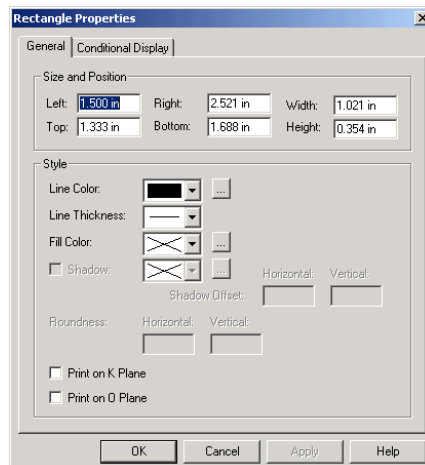 Rectangle Properties
General Conditional Display
Size and Position
Left: 1.500 in Right: 2.521 in Width: 1.021 in
Top: 1.333 in Bottom: 1.688 in Height: 0.354 in
Style
Line Color: ...
Line Thickness:
Fill Color: ...
Shadow: ... Horizontal: Vertical:
Shadow Offset:
Roundness: Horizontal: Vertical:
Print on K Plane
Print on O Plane
OK Cancel Apply Help